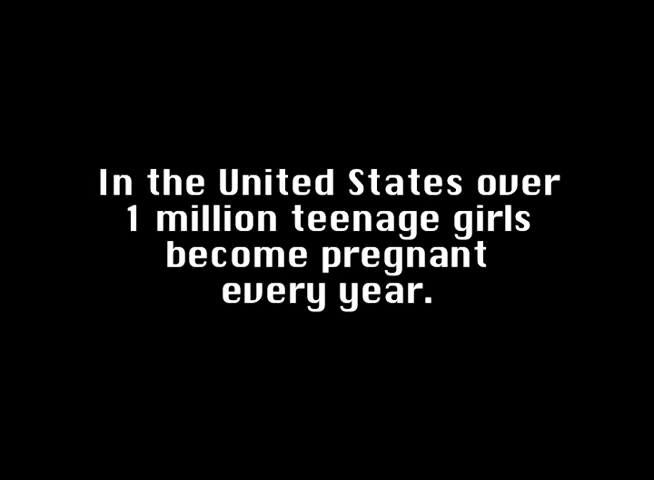 In the United States over
1 million teenage girls
become pregnant
every year.